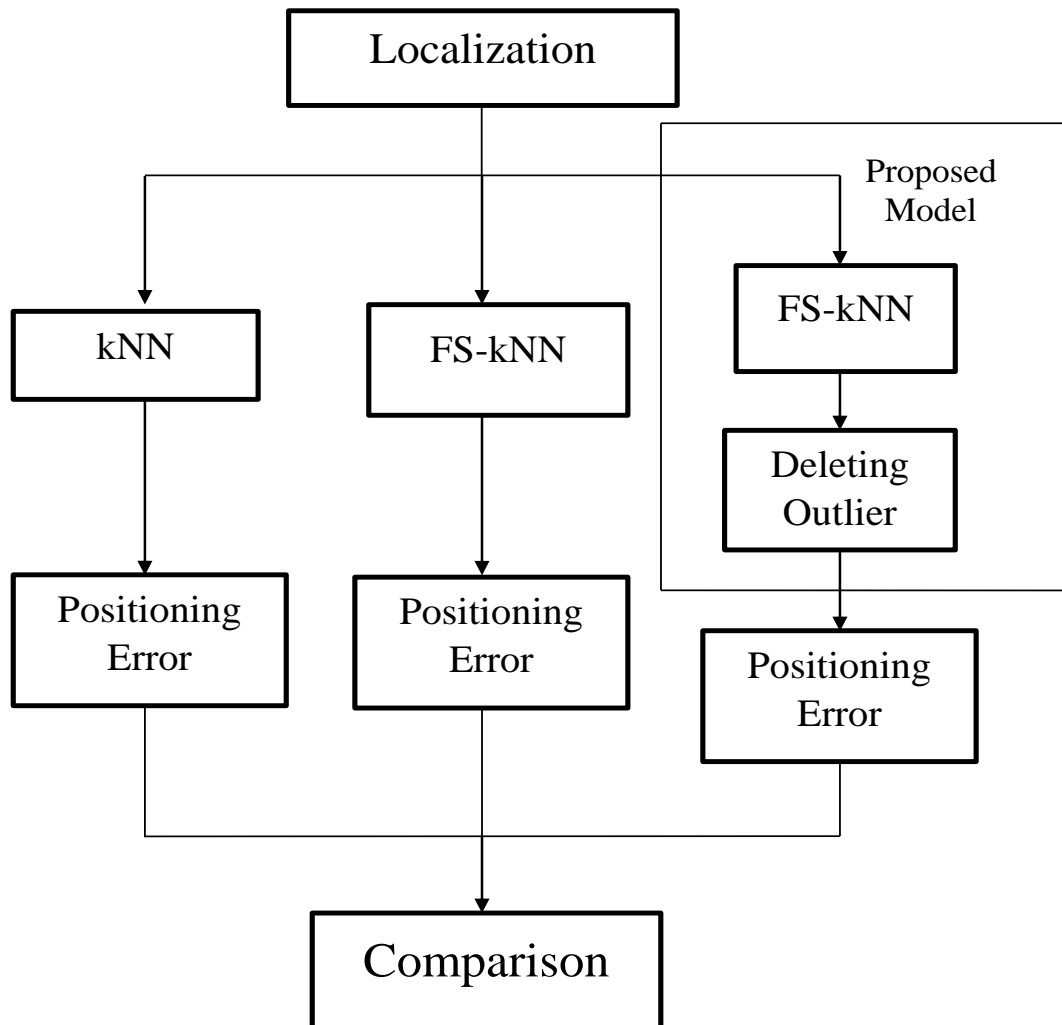 Localization
Proposed
Model
kNN
FS-kNN
FS-kNN
Deleting
Outlier
Positioning
Error
Positioning
Error
Positioning
Error
Comparison